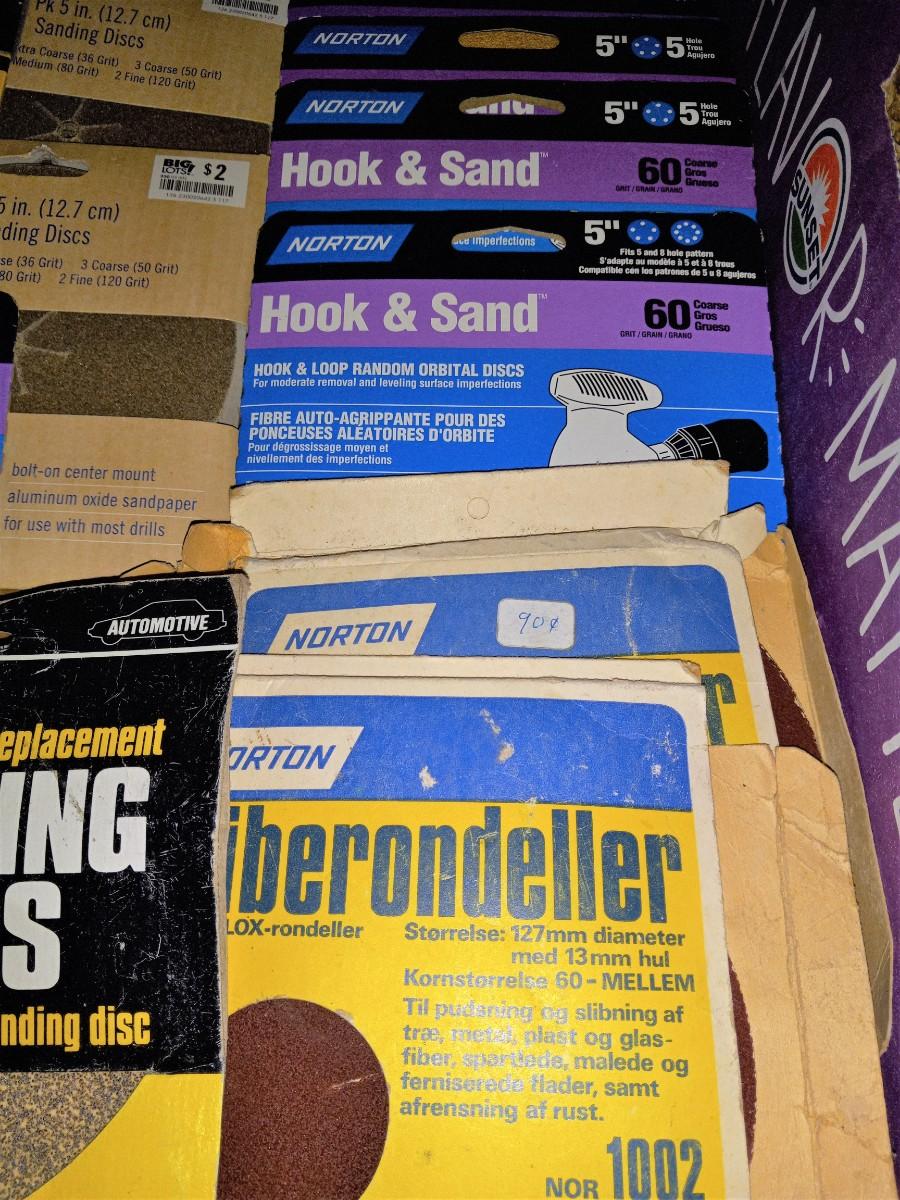 Pk 5 in. (12.7 cm)
Sanding Discs
xtra Coarse (36 Grit) 3 Coarse (50 Grit)
Medium (80 Grit) 2 Fine (120 Grit)
BIG LOTS! $2
5 in. (12.7 cm)
ding Discs
se (36 Grit) 3 Coarse (50 Grit)
80 Grit) 2 Fine (120 Grit)
bolt-on center mount
aluminum oxide sandpaper
for use with most drills
NORTON 5" 5 Hole
Trou
Agujero
NORTON 5" 5 Hole
Trou
Agujero
Hook & Sand™ 60 Coarse
Gros
Grueso
GRIT / GRAIN / GRANO
NORTON
ce imperfections
5"
Fits 5 and 8 hole pattern
S'adapte au modèle à 5 et à 8 trous
Compatible con los patrones de 5 u 8 agujeros
Hook & Sand™ 60 Coarse
Gros
Grueso
GRIT / GRAIN / GRANO
HOOK & LOOP RANDOM ORBITAL DISCS
For moderate removal and leveling surface imperfections
FIBRE AUTO-AGRIPPANTE POUR DES
PONCEUSES ALÉATOIRES D'ORBITE
Pour dégrossissage moyen et
nivellement des imperfections
SUNSET
LAVOR
MATTE
AUTOMOTIVE
eplacement
ING
S
nding disc
NORTON 90¢
r
ORTON
iberondeller
LOX-rondeller
Størrelse: 127mm diameter
med 13mm hul
Kornstørrelse 60 - MELLEM
Til pudsning og slibning af
træ, metal, plast og glas-
fiber, spartlede, malede og
ferniserede flader, samt
afrensning af rust.
NOR 1002